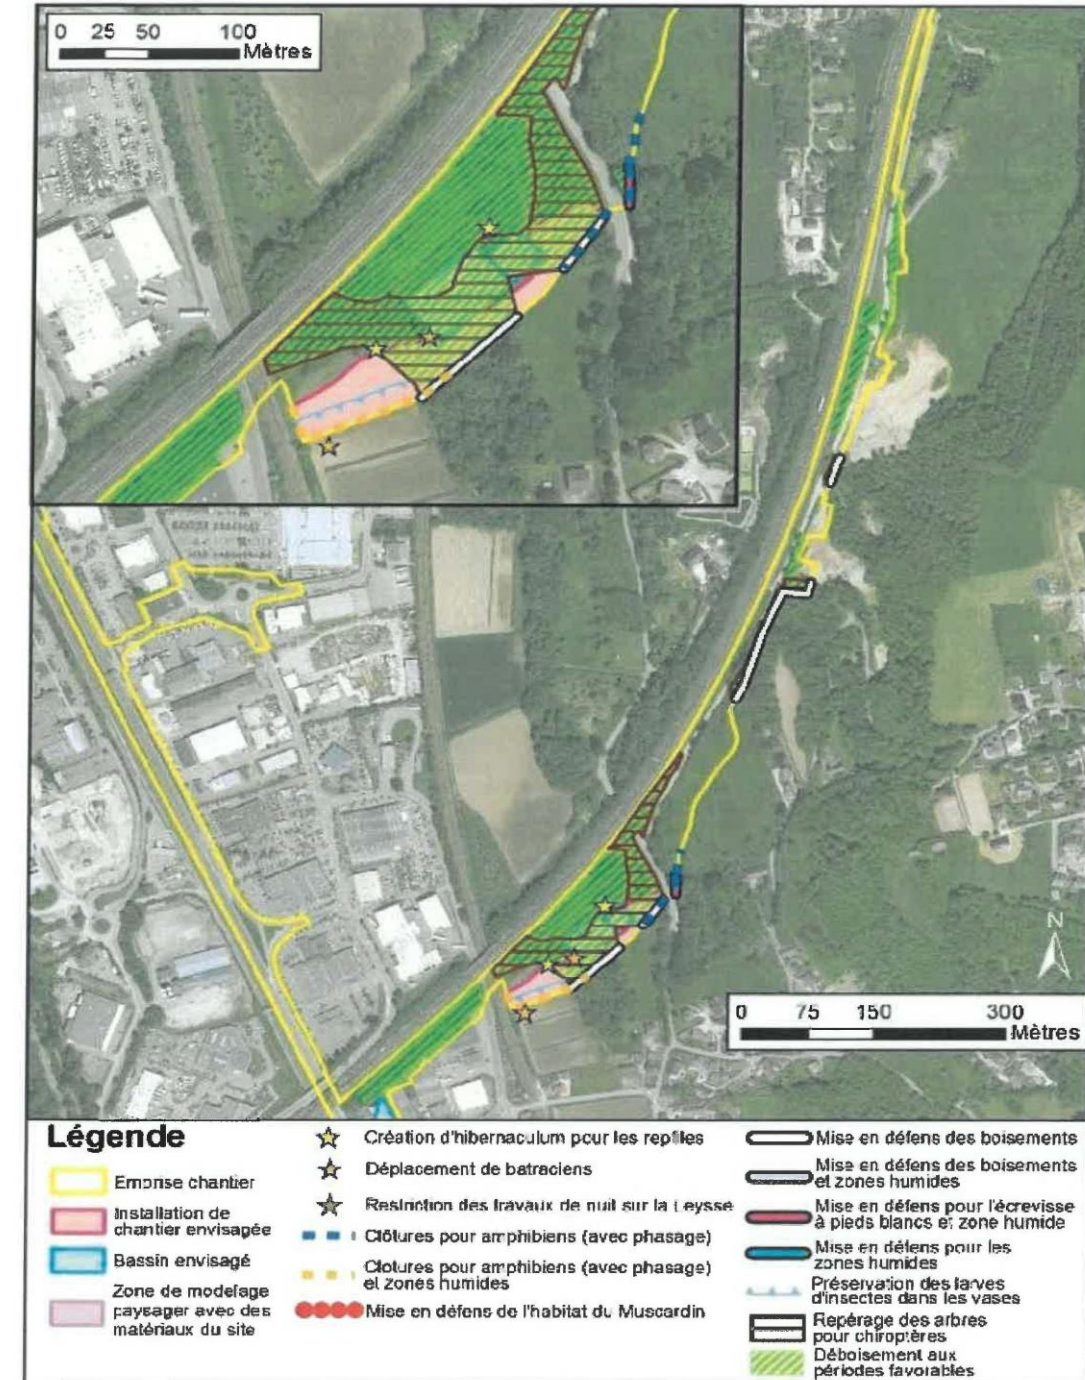 0 25 50 100
Mètres
N
0 75 150 300
Mètres
Légende
Emprise chantier
Installation de
chantier envisagée
Bassin envisagé
Zone de modelage
paysager avec des
matériaux du site
Création d'hibernaculum pour les reptiles
Déplacement de batraciens
Restriction des travaux de nuit sur la Leysse
Clôtures pour amphibiens (avec phasage)
Clôtures pour amphibiens (avec phasage)
et zones humides
Mise en défens de l'habitat du Muscardin
Mise en défens des boisements
Mise en défens des boisements
et zones humides
Mise en défens pour l'écrevisse
à pieds blancs et zone humide
Mise en défens pour les
zones humides
Préservation des larves
d'insectes dans les vases
Repérage des arbres
pour chiroptères
Déboisement aux
périodes favorables